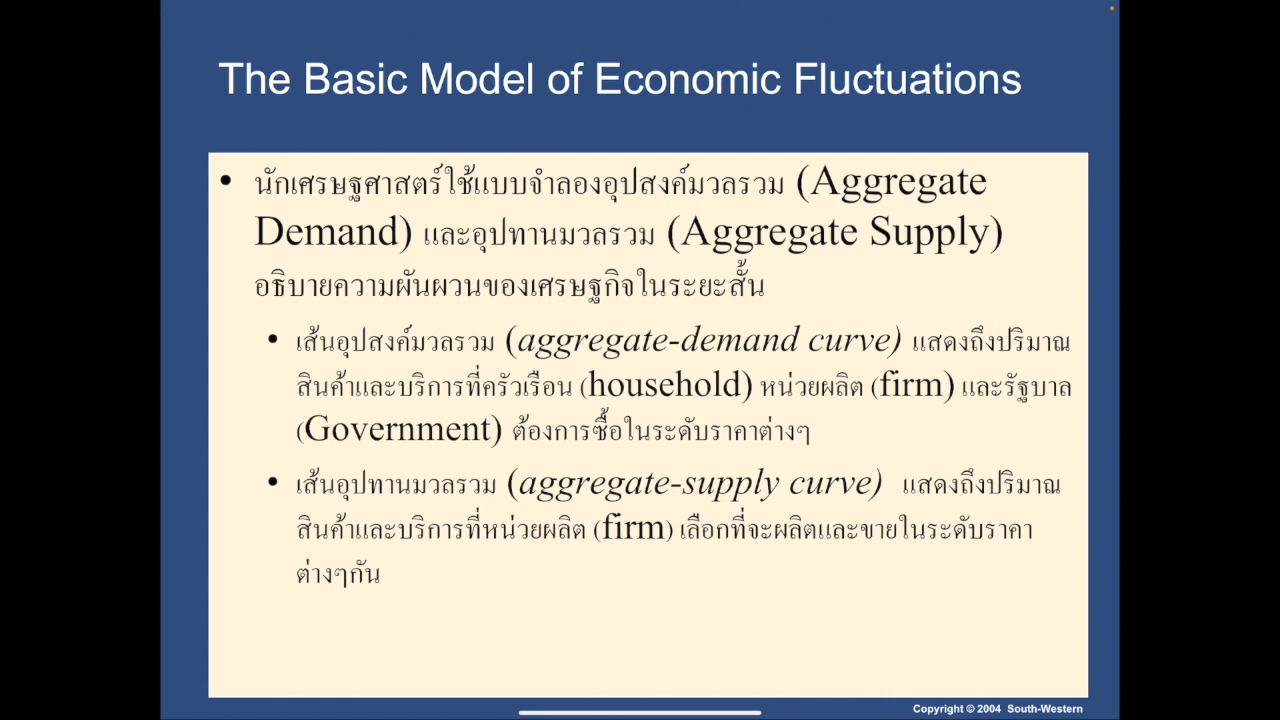 The Basic Model of Economic Fluctuations
• นักเศรษฐศาสตร์ใช้แบบจำลองอุปสงค์มวลรวม (Aggregate
Demand) และอุปทานมวลรวม (Aggregate Supply)
อธิบายความผันผวนของเศรษฐกิจในระยะสั้น
• เส้นอุปสงค์มวลรวม (aggregate-demand curve) แสดงถึงปริมาณ
สินค้าและบริการที่ครัวเรือน (household) หน่วยผลิต (firm) และรัฐบาล
(Government) ต้องการซื้อในระดับราคาต่างๆ
• เส้นอุปทานมวลรวม (aggregate-supply curve) แสดงถึงปริมาณ
สินค้าและบริการที่หน่วยผลิต (firm) เลือกที่จะผลิตและขายในระดับราคา
ต่างๆกัน
Copyright © 2004 South-Western